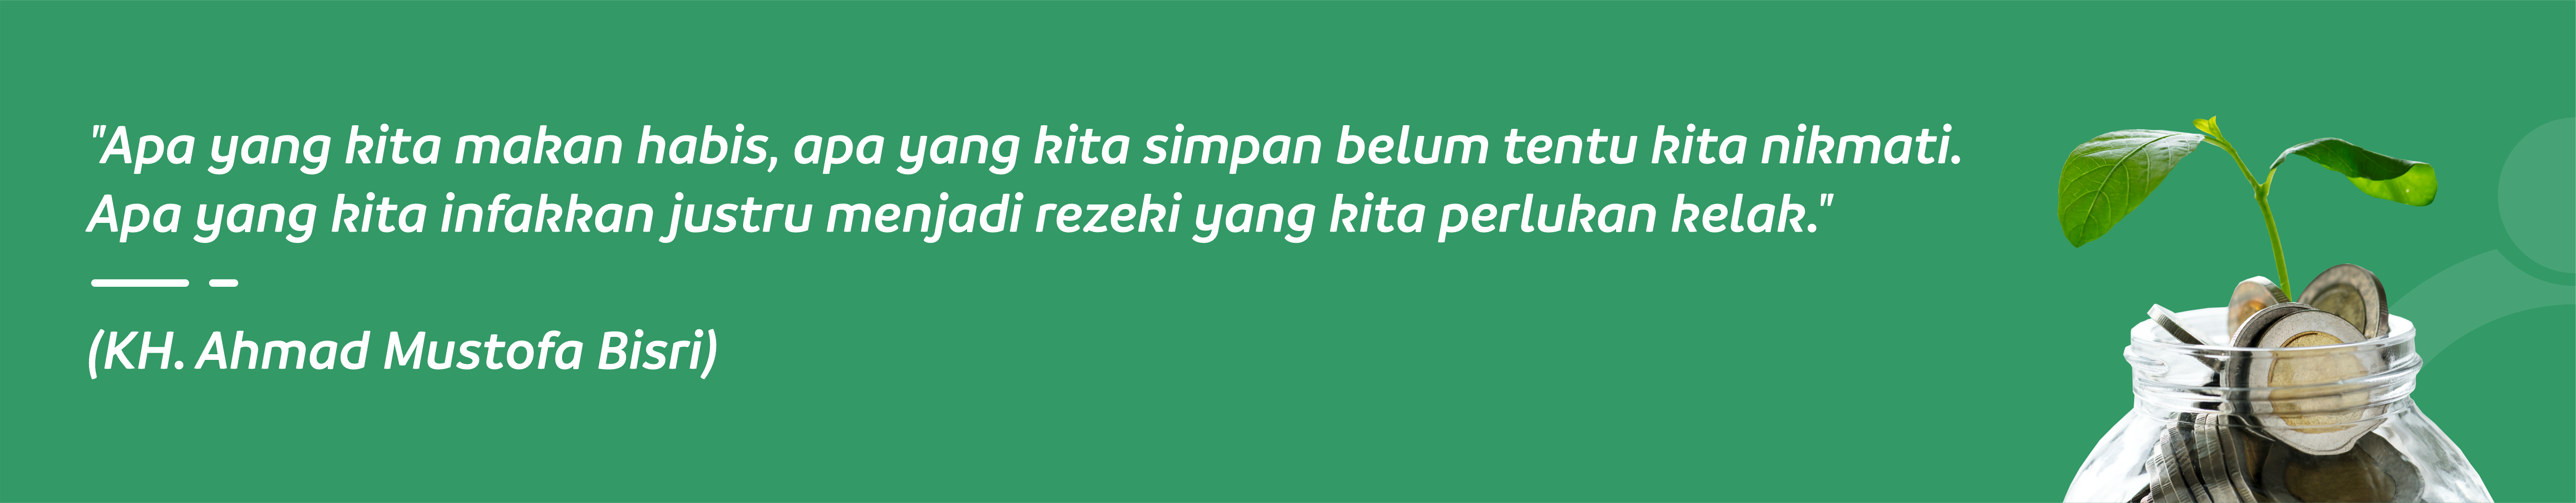 "Apa yang kita makan habis, apa yang kita simpan belum tentu kita nikmati.
Apa yang kita infakkan justru menjadi rezeki yang kita perlukan kelak."
(KH. Ahmad Mustofa Bisri)